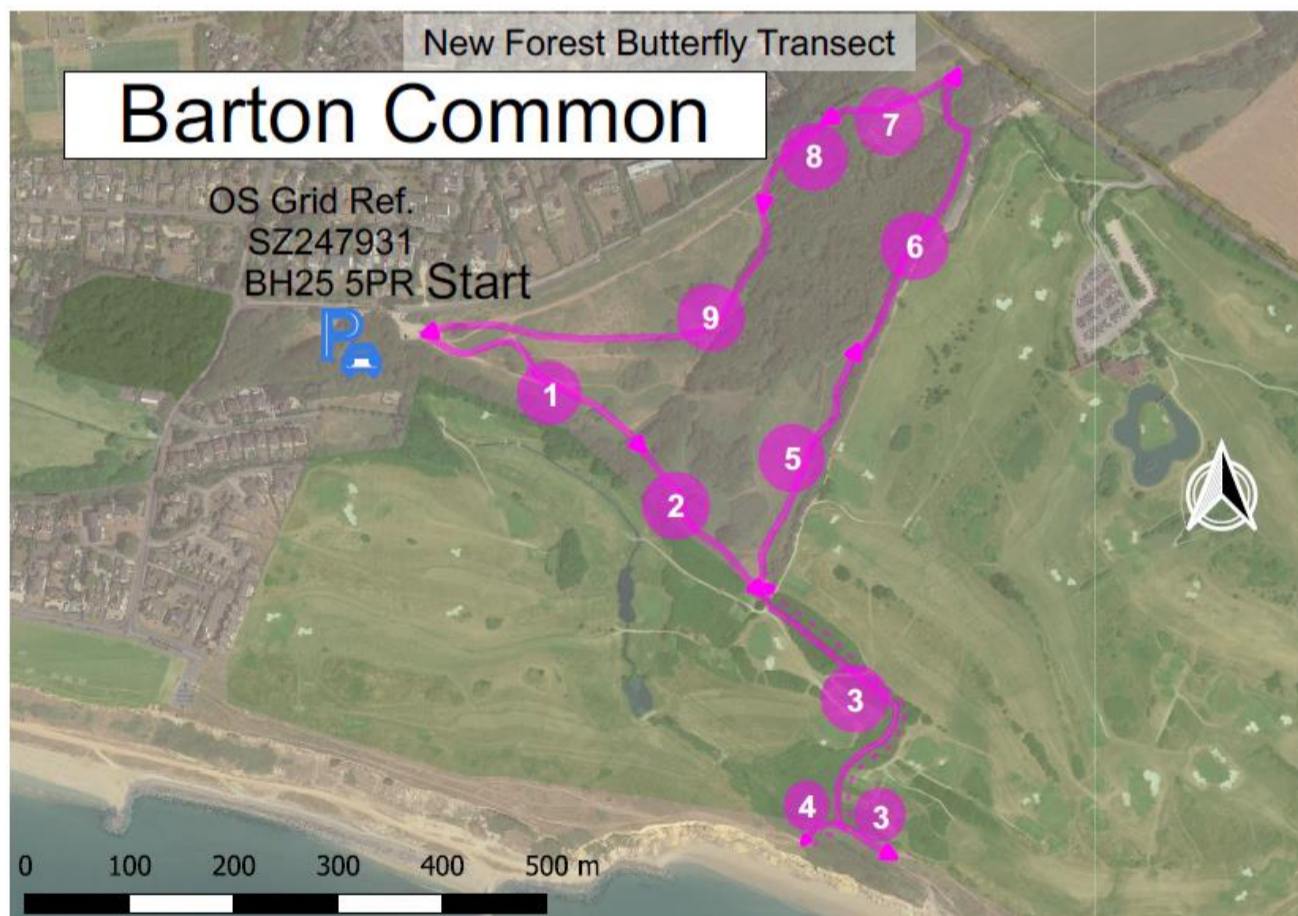 New Forest Butterfly Transect
Barton Common
OS Grid Ref.
SZ247931
BH25 5PR Start
P
7
8
6
9
1
5
2
3
4 3
0 100 200 300 400 500 m